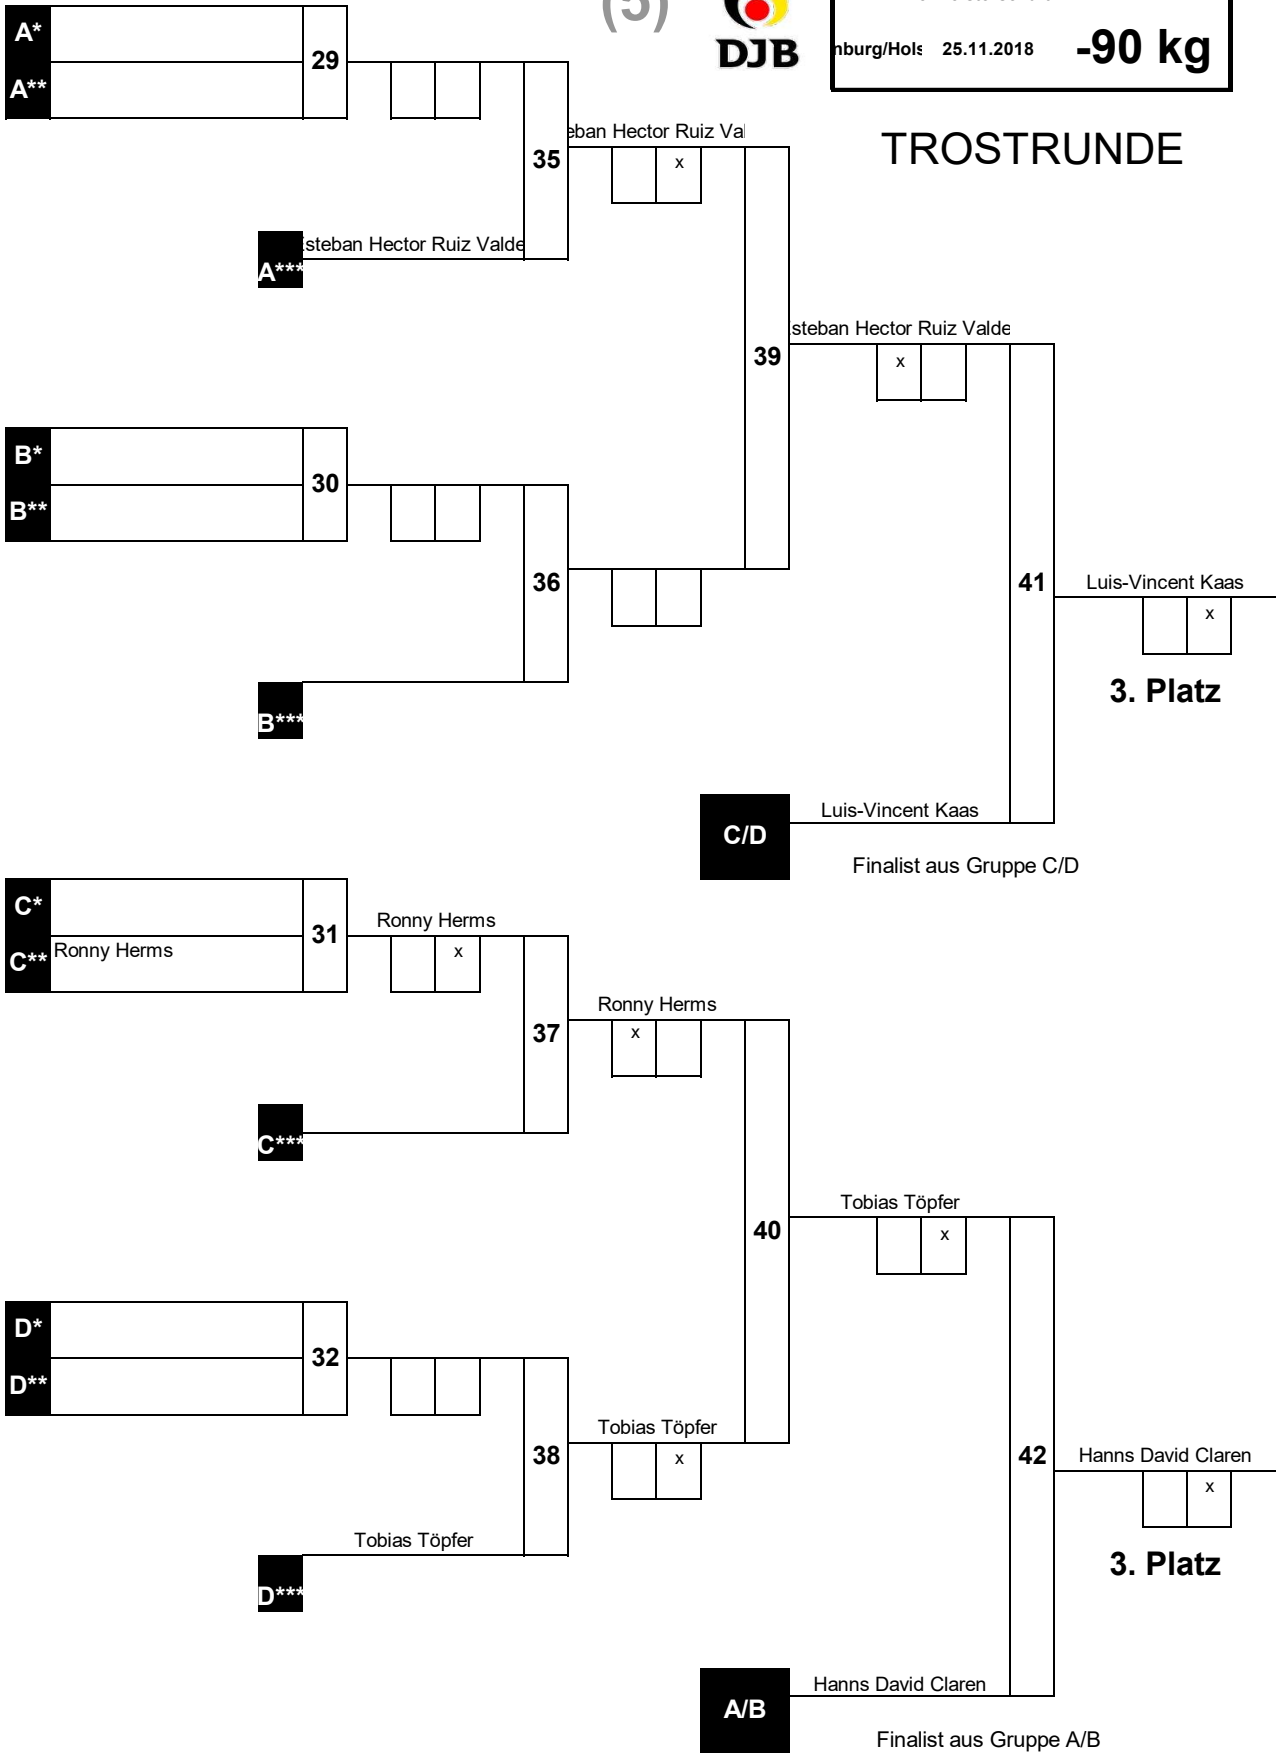 (5)
DJB
25.11.2018
-90 kg
TROSTRUNDE
A*
29
A**
35
eban Hector Ruiz Val
x
A***
steban Hector Ruiz Valde
39
steban Hector Ruiz Valde
x
B*
30
B**
36
41
Luis-Vincent Kaas
x
3. Platz
B***
C/D
Luis-Vincent Kaas
Finalist aus Gruppe C/D
C*
31
C**
Ronny Herms
Ronny Herms
x
37
Ronny Herms
x
C***
40
Tobias Töpfer
x
D*
32
D**
38
Tobias Töpfer
x
42
Hanns David Claren
x
3. Platz
D***
Tobias Töpfer
A/B
Hanns David Claren
Finalist aus Gruppe A/B